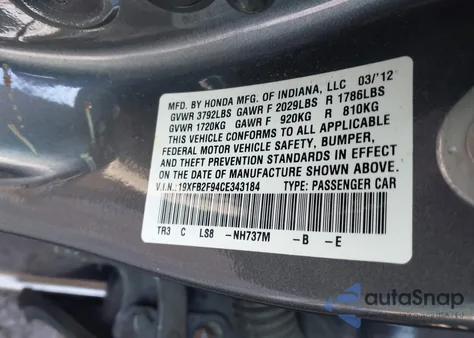 MFD. BY HONDA MFG. OF INDIANA, LLC 03/'12
GVWR 3792LBS GAWR F 2029LBS R 1786LBS
GVWR 1720KG GAWR F 920KG R 810KG
THIS VEHICLE CONFORMS TO ALL APPLICABLE
FEDERAL MOTOR VEHICLE SAFETY, BUMPER,
AND THEFT PREVENTION STANDARDS IN EFFECT
ON THE DATE OF MANUFACTURE SHOWN ABOVE.
V.I.N.: 19XFB2F94CE343184 TYPE: PASSENGER CAR
TR3 C LS8 -NH737M -B -E
autoSnap